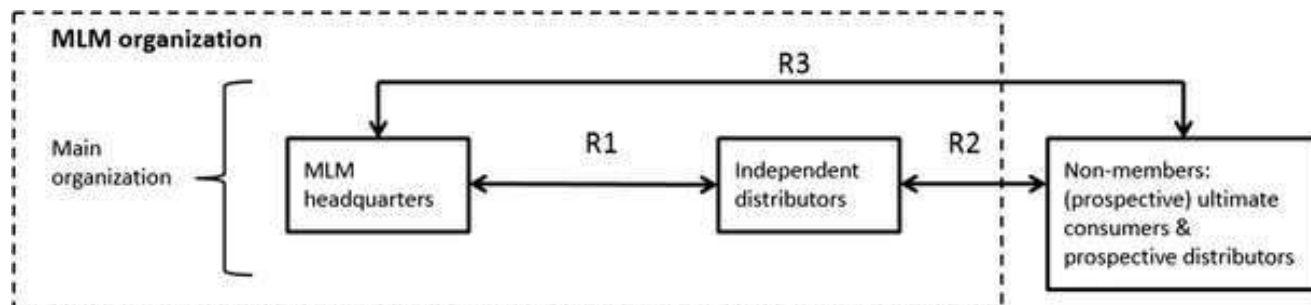 MLM organization
R3
Main
organization
MLM
headquarters
R1
Independent
distributors
R2
Non-members:
(prospective) ultimate
consumers &
prospective distributors